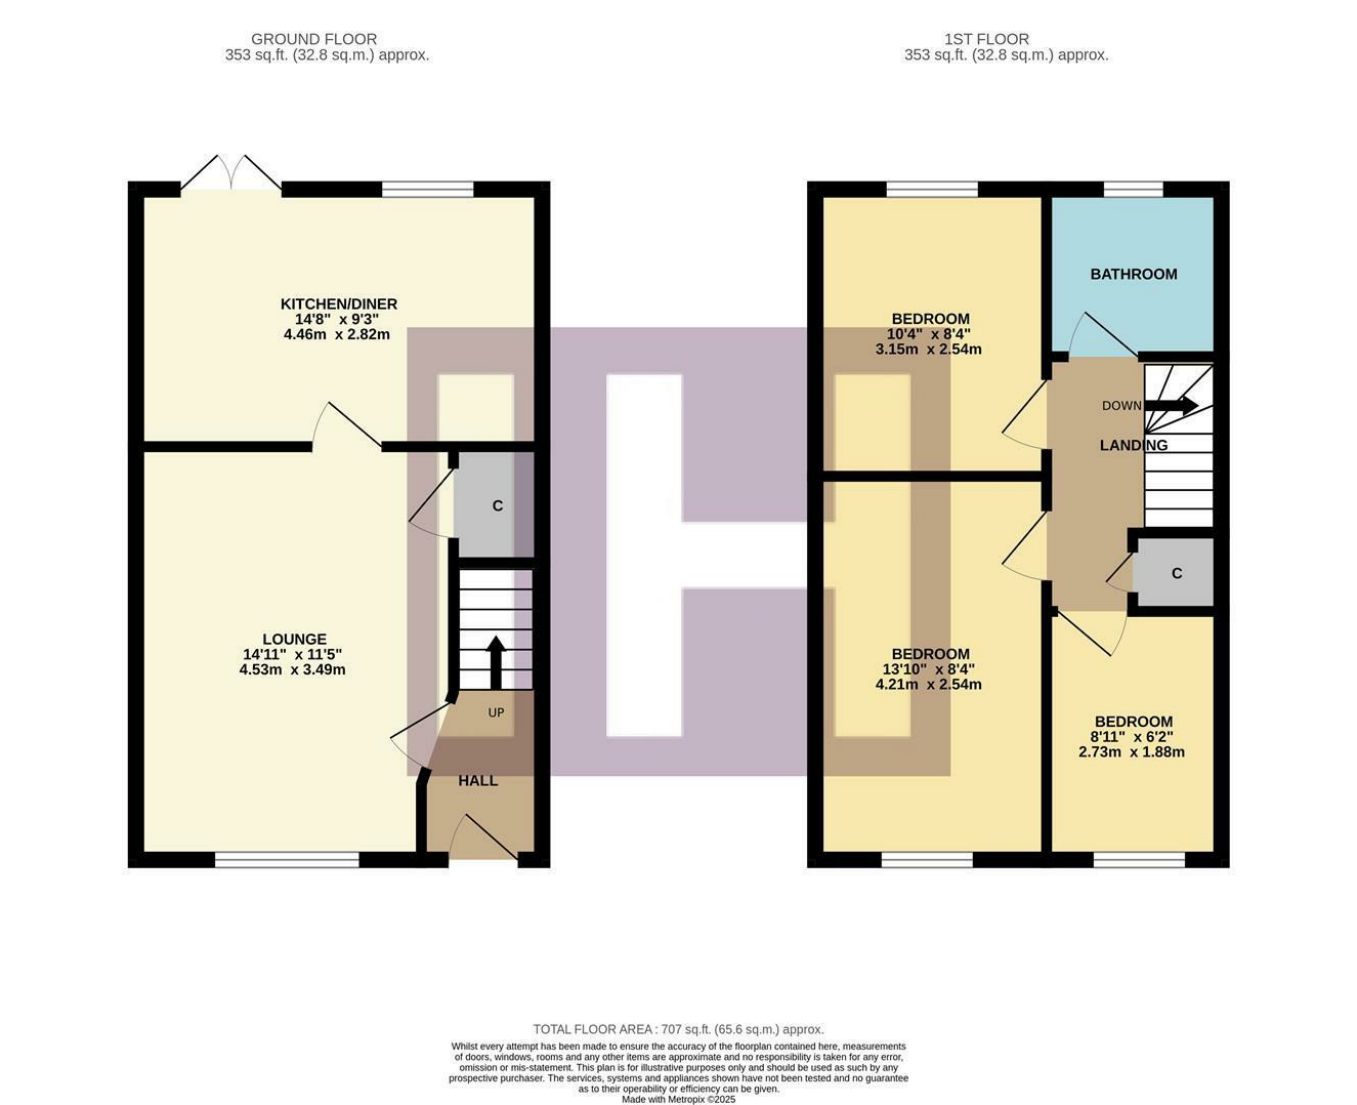 GROUND FLOOR
353 sq.ft. (32.8 sq.m.) approx.
KITCHEN/DINER
14'8" x 9'3"
4.46m x 2.82m
C
LOUNGE
14'11" x 11'5"
4.53m x 3.49m
UP
HALL
1ST FLOOR
353 sq.ft. (32.8 sq.m.) approx.
BATHROOM
BEDROOM
10'4" x 8'4"
3.15m x 2.54m
DOWN
LANDING
C
BEDROOM
13'10" x 8'4"
4.21m x 2.54m
BEDROOM
8'11" x 6'2"
2.73m x 1.88m
TOTAL FLOOR AREA : 707 sq.ft. (65.6 sq.m.) approx.
Whilst every attempt has been made to ensure the accuracy of the floorplan contained here, measurements
of doors, windows, rooms and any other items are approximate and no responsibility is taken for any error,
omission or mis-statement. This plan is for illustrative purposes only and should be used as such by any
prospective purchaser. The services, systems and appliances shown have not been tested and no guarantee
as to their operability or efficiency can be given.
Made with Metropix ©2025